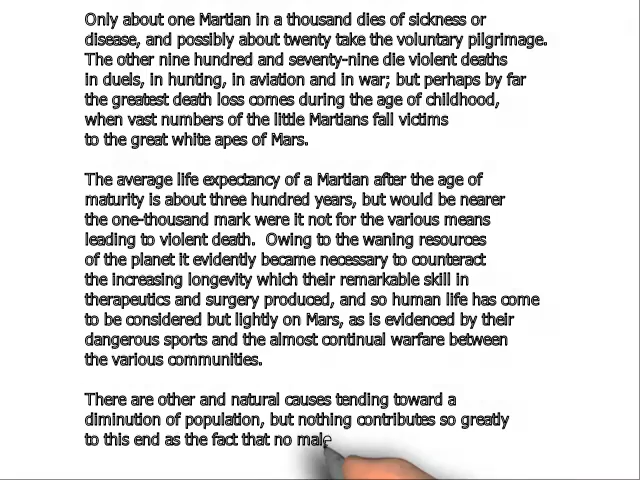 Only about one Martian in a thousand dies of sickness or
disease, and possibly about twenty take the voluntary pilgrimage.
The other nine hundred and seventy-nine die violent deaths
in duels, in hunting, in aviation and in war; but perhaps by far
the greatest death loss comes during the age of childhood,
when vast numbers of the little Martians fall victims
to the great white apes of Mars.

The average life expectancy of a Martian after the age of
maturity is about three hundred years, but would be nearer
the one-thousand mark were it not for the various means
leading to violent death.  Owing to the waning resources
of the planet it evidently became necessary to counteract
the increasing longevity which their remarkable skill in
therapeutics and surgery produced, and so human life has come
to be considered but lightly on Mars, as is evidenced by their
dangerous sports and the almost continual warfare between
the various communities.

There are other and natural causes tending toward a
diminution of population, but nothing contributes so greatly
to this end as the fact that no male